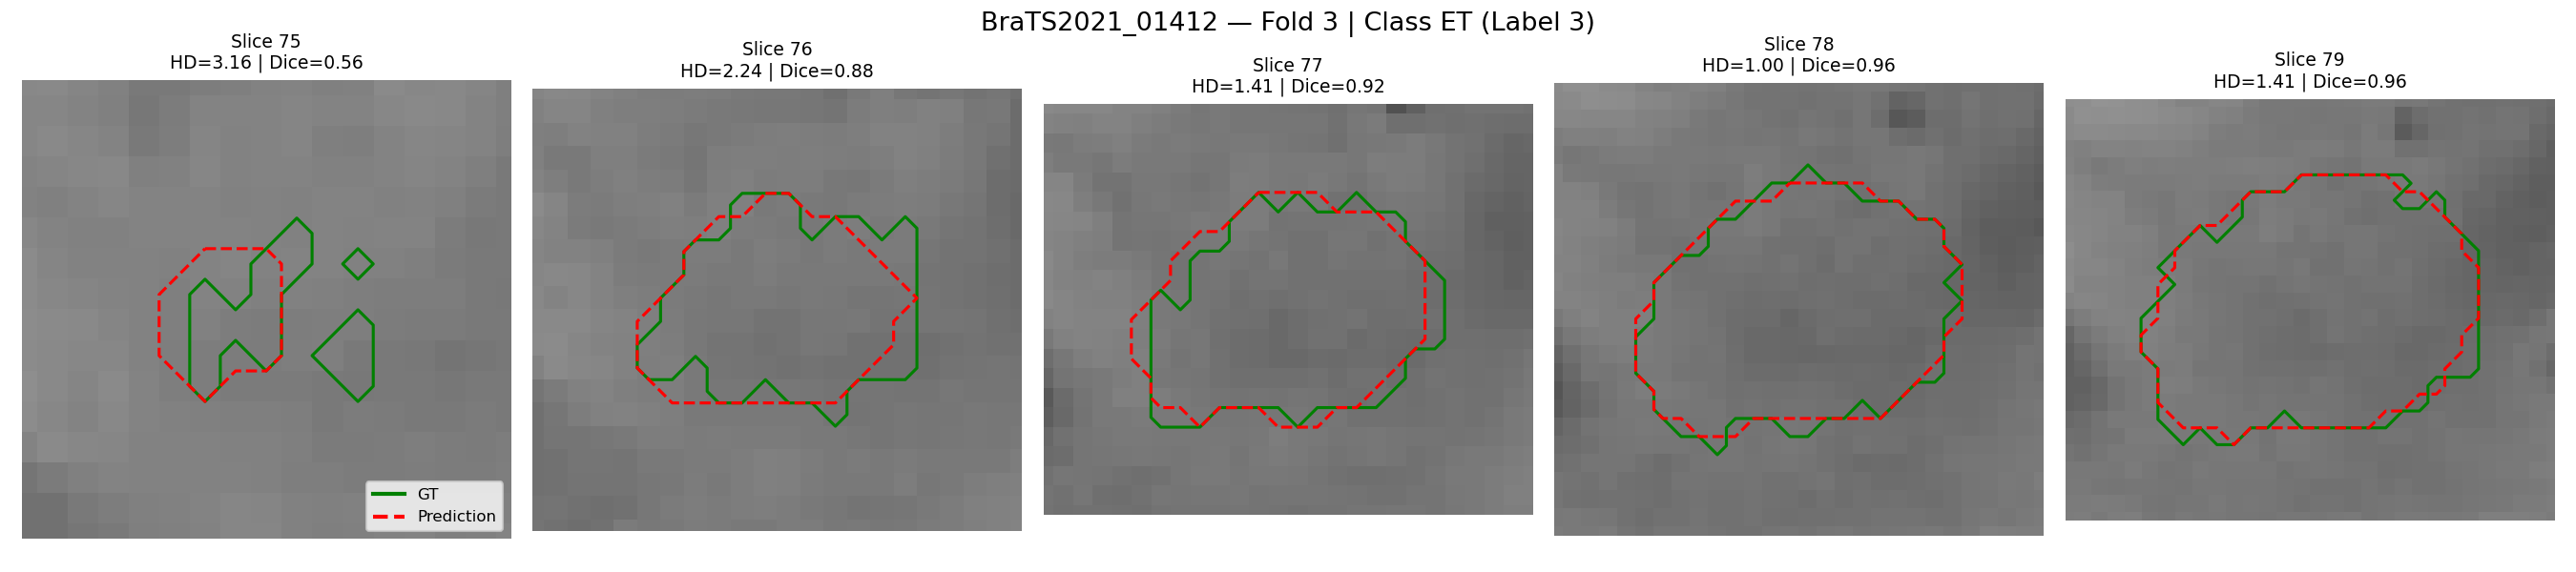 BraTS2021_01412 — Fold 3 | Class ET (Label 3)
Slice 75
HD=3.16 | Dice=0.56
Slice 76
HD=2.24 | Dice=0.88
Slice 77
HD=1.41 | Dice=0.92
Slice 78
HD=1.00 | Dice=0.96
Slice 79
HD=1.41 | Dice=0.96
GT
Prediction